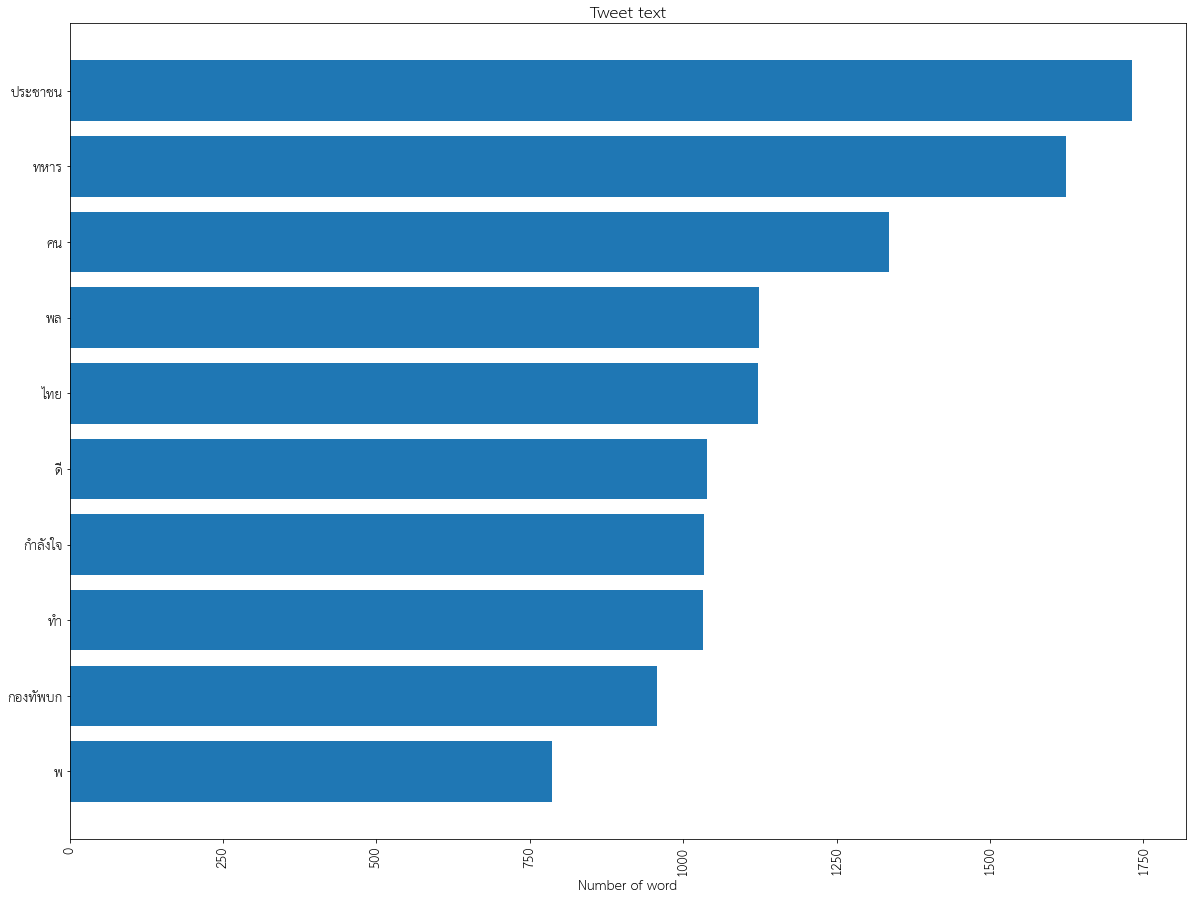 Tweet text
ประชาชน
ทหาร
คน
พล
ไทย
ดี
กำลังใจ
ทำ
กองทัพบก
พ
0
250
500
750
1000
1250
1500
1750
Number of word